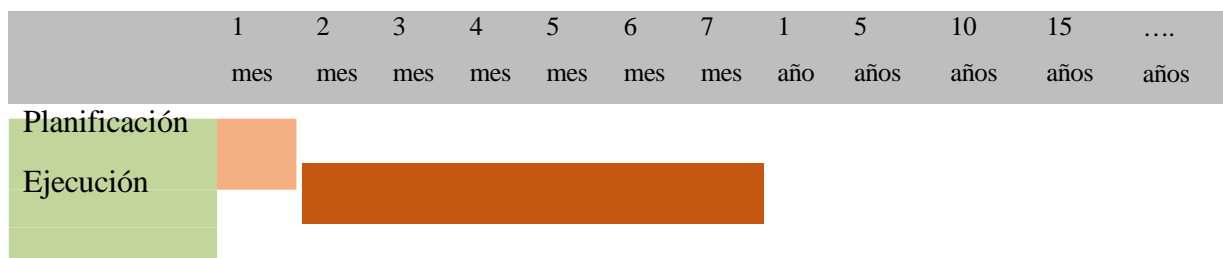 1 2 3 4 5 6 7 1 5 10 15 ….
mes mes mes mes mes mes mes año años años años años
Planificación
Ejecución